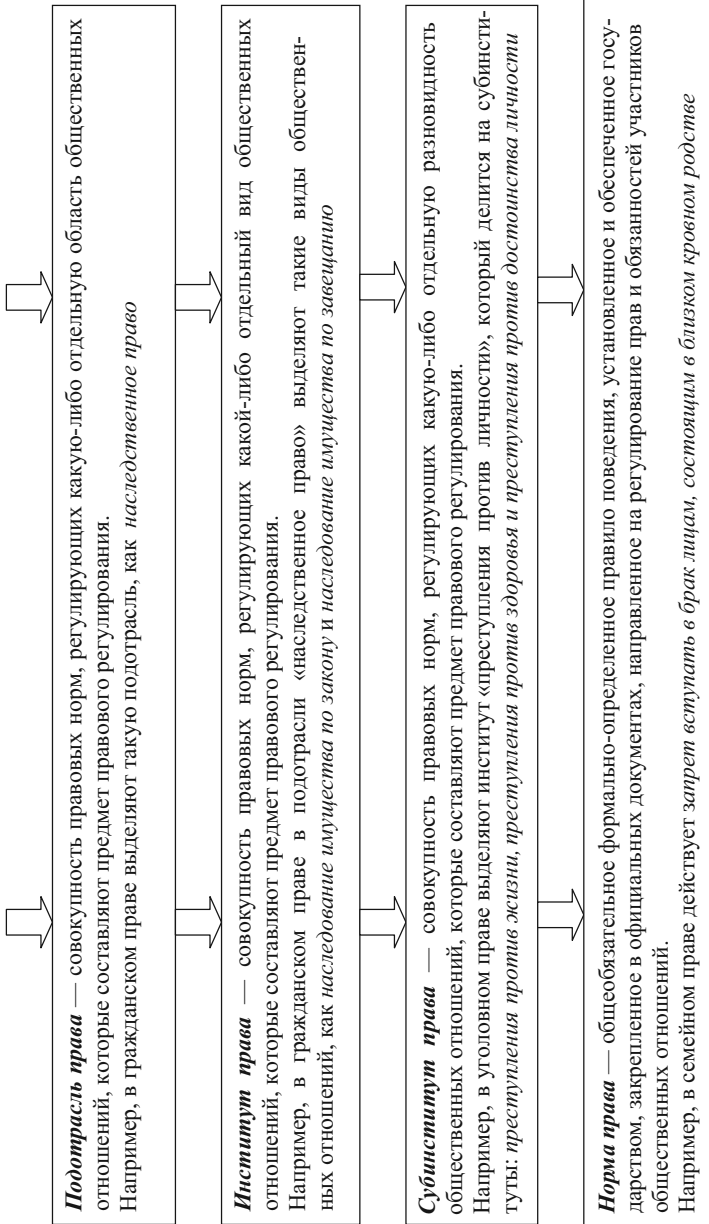 Подотрасль права — совокупность правовых норм, регулирующих какую-либо отдельную область общественных
отношений, которые составляют предмет правового регулирования.
Например, в гражданском праве выделяют такую подотрасль, как наследственное право
Институт права — совокупность правовых норм, регулирующих какой-либо отдельный вид общественных
отношений, которые составляют предмет правового регулирования.
Например, в гражданском праве в подотрасли «наследственное право» выделяют такие виды обществен-
ных отношений, как наследование имущества по закону и наследование имущества по завещанию
Субинститут права — совокупность правовых норм, регулирующих какую-либо отдельную разновидность
общественных отношений, которые составляют предмет правового регулирования.
Например, в уголовном праве выделяют институт «преступления против личности», который делится на субинсти-
туты: преступления против жизни, преступления против здоровья и преступления против достоинства личности
Норма права — общеобязательное формально-определенное правило поведения, установленное и обеспеченное госу-
дарством, закрепленное в официальных документах, направленное на регулирование прав и обязанностей участников
общественных отношений.
Например, в семейном праве действует запрет вступать в брак лицам, состоящим в близком кровном родстве